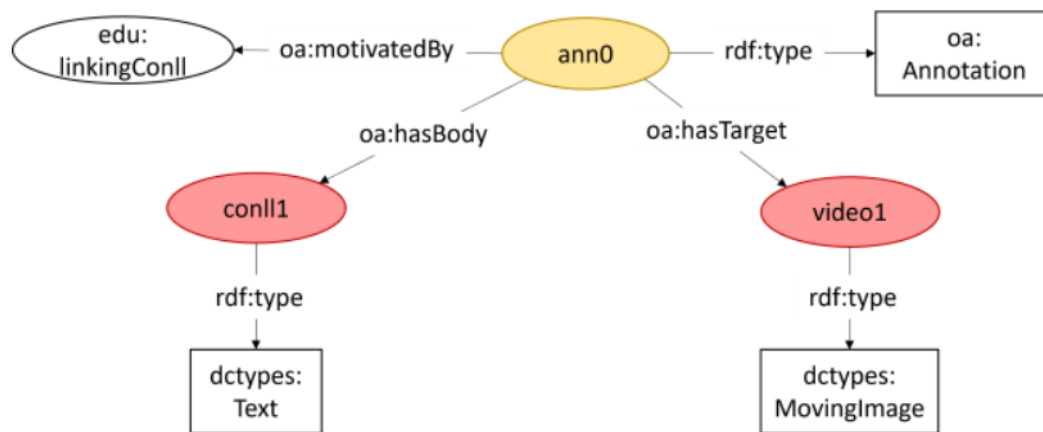 edu:
linkingConll
oa:motivatedBy
ann0
rdf:type
oa:
Annotation
oa:hasBody
oa:hasTarget
conll1
video1
rdf:type
rdf:type
dctypes:
Text
dctypes:
MovingImage